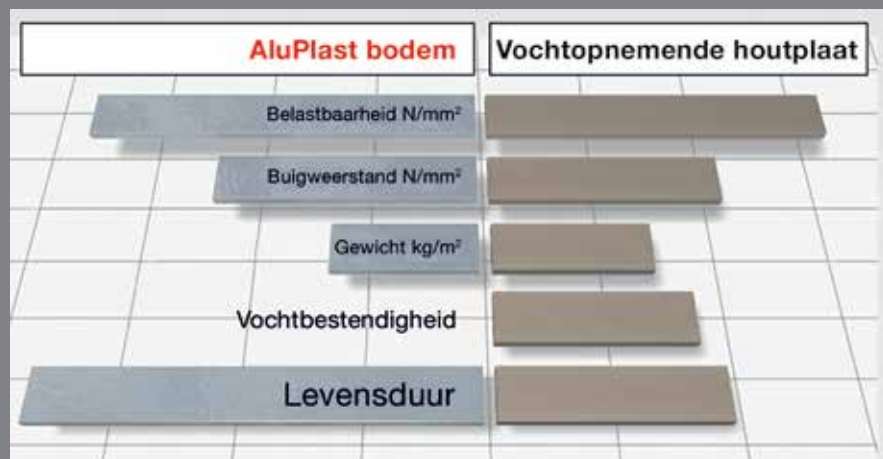 AluPlast bodem
Vochtopnemende houtplaat
Belastbaarheid N/mm²
Buigweerstand N/mm²
Gewicht kg/m²
Vochtbestendigheid
Levensduur